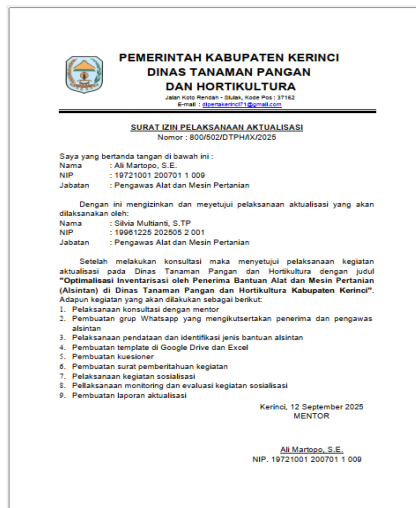 PEMERINTAH KABUPATEN KERINCI
DINAS TANAMAN PANGAN
DAN HORTIKULTURA
Jalan Koto Rendah - Siulak, Kode Pos : 37162
E-mail : dipertakerinci71@gmail.com
SURAT IZIN PELAKSANAAN AKTUALISASI
Nomor : 800/502/DTPH/IX/2025
Saya yang bertanda tangan di bawah ini :
Nama : Ali Martopo, S.E.
NIP : 19721001 200701 1 009
Jabatan : Pengawas Alat dan Mesin Pertanian
Dengan ini mengizinkan dan meyetujui pelaksanaan aktualisasi yang akan
dilaksanakan oleh:
Nama : Silvia Multianti, S.TP
NIP : 19961225 202505 2 001
Jabatan : Pengawas Alat dan Mesin Pertanian
Setelah melakukan konsultasi maka menyetujui pelaksanaan kegiatan
aktualisasi pada Dinas Tanaman Pangan dan Hortikultura dengan judul
"Optimalisasi Inventarisasi oleh Penerima Bantuan Alat dan Mesin Pertanian
(Alsintan) di Dinas Tanaman Pangan dan Hortikultura Kabupaten Kerinci".
Adapun kegiatan yang akan dilakukan sebagai berikut:
1. Pelaksanaan konsultasi dengan mentor
2. Pembuatan grup Whatsapp yang mengikutsertakan penerima dan pengawas
alsintan
3. Pelaksanaan pendataan dan identifikasi jenis bantuan alsintan
4. Pembuatan template di Google Drive dan Excel
5. Pembuatan kuesioner
6. Pembuatan surat pemberitahuan kegiatan
7. Pelaksanaan kegiatan sosialisasi
8. Pellaksanaan monitoring dan evaluasi kegiatan sosialisasi
9. Pembuatan laporan aktualisasi
Kerinci, 12 September 2025
MENTOR
Ali Martopo, S.E.
NIP. 19721001 200701 1 009